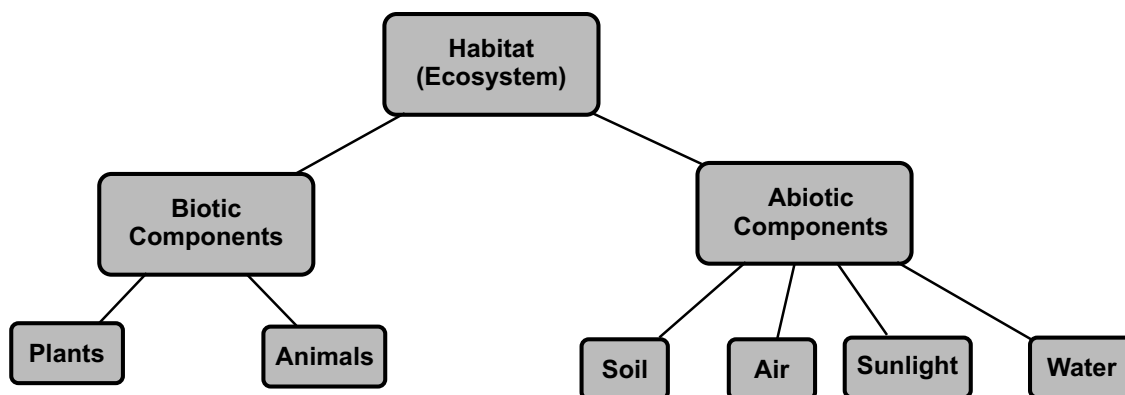 Habitat
(Ecosystem)
Biotic
Components
Abiotic
Components
Plants
Animals
Soil
Air
Sunlight
Water